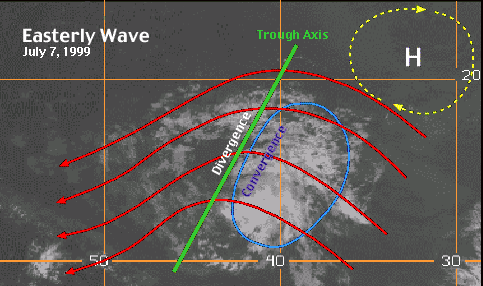 Easterly Wave
July 7, 1999
Trough Axis
H
20
Divergence
Convergence
50
40
30